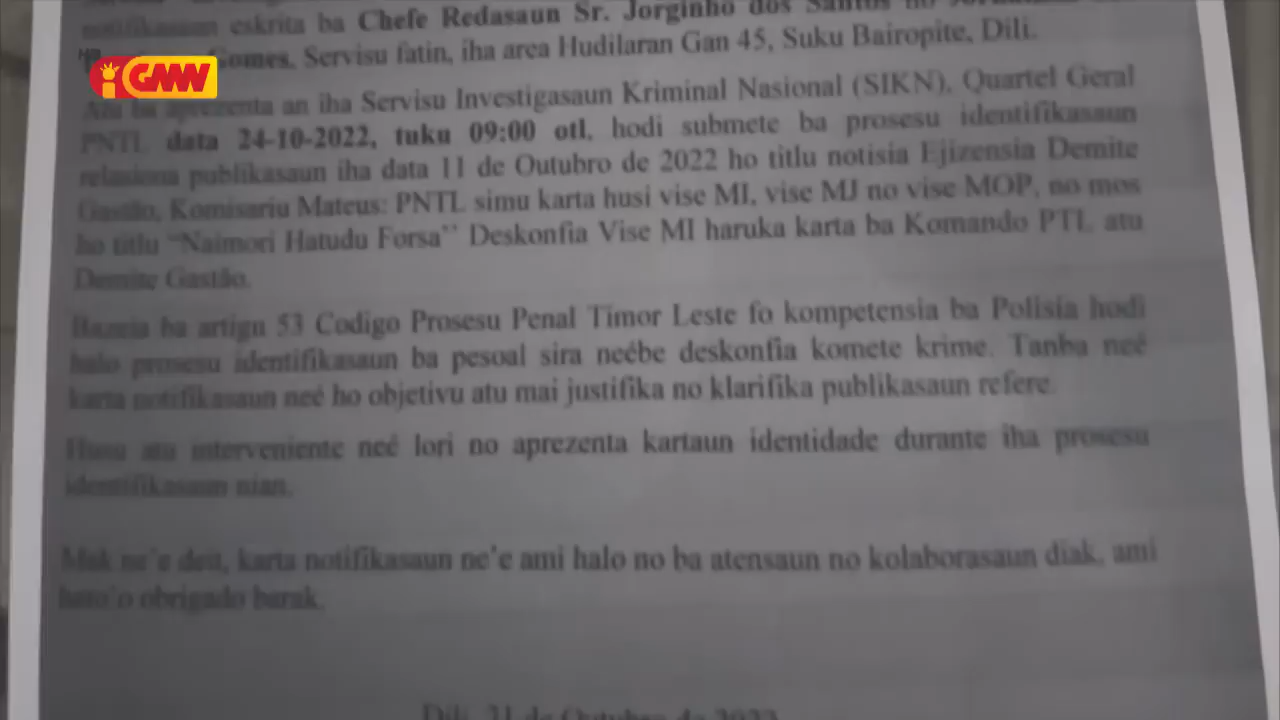 notifikasaun eskrita ba Chefe Redasaun Sr. Jorginho dos Santos no
GMN
Gomes, Servisu fatin, iha area Hudilaran Gan 45, Suku Bairopite, Dili.
Atu ba aprezenta an iha Servisu Investigasaun Kriminal Nasional (SIKN), Quartel Geral
PNTL data 24-10-2022, tuku 09:00 otl, hodi submete ba prosesu identifikasaun
relasiona publikasaun iha data 11 de Outubro de 2022 ho titlu notisia Ejizensia Demite
Gastão, Komisariu Mateus: PNTL simu karta husi vise MI, vise MJ no vise MOP, no mos
ho titlu “Naimori Hatudu Forsa” Deskonfia Vise MI haruka karta ba Komando PTL atu
Demite Gastão.
Bazeia ba artigu 53 Codigo Prosesu Penal Timor Leste fo kompetensia ba Polisia hodi
halo prosesu identifikasaun ba pesoal sira neébe deskonfia komete krime. Tanba neé
karta notifikasaun neé ho objetivu atu mai justifika no klarifika publikasaun refere.
Husu atu interveniente neé lori no aprezenta kartaun identidade durante iha prosesu
identifikasaun nian.
Mak ne'e deit, karta notifikasaun ne'e ami halo no ba atensaun no kolaborasaun diak, ami
hato'o obrigado barak.
Dili, 21 de Outubro de 2022